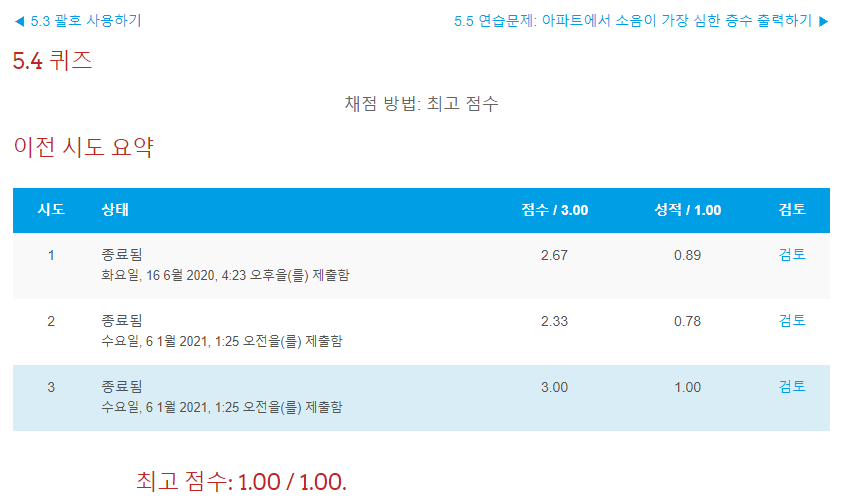 ◀ 5.3 괄호 사용하기
5.5 연습문제: 아파트에서 소음이 가장 심한 층수 출력하기 ▶
5.4 퀴즈
채점 방법: 최고 점수
이전 시도 요약
시도 상태 점수 / 3.00 성적 / 1.00 검토
1 종료됨 2.67 0.89 검토
화요일, 16 6월 2020, 4:23 오후을(를) 제출함
2 종료됨 2.33 0.78 검토
수요일, 6 1월 2021, 1:25 오전을(를) 제출함
3 종료됨 3.00 1.00 검토
수요일, 6 1월 2021, 1:25 오전을(를) 제출함
최고 점수: 1.00 / 1.00.